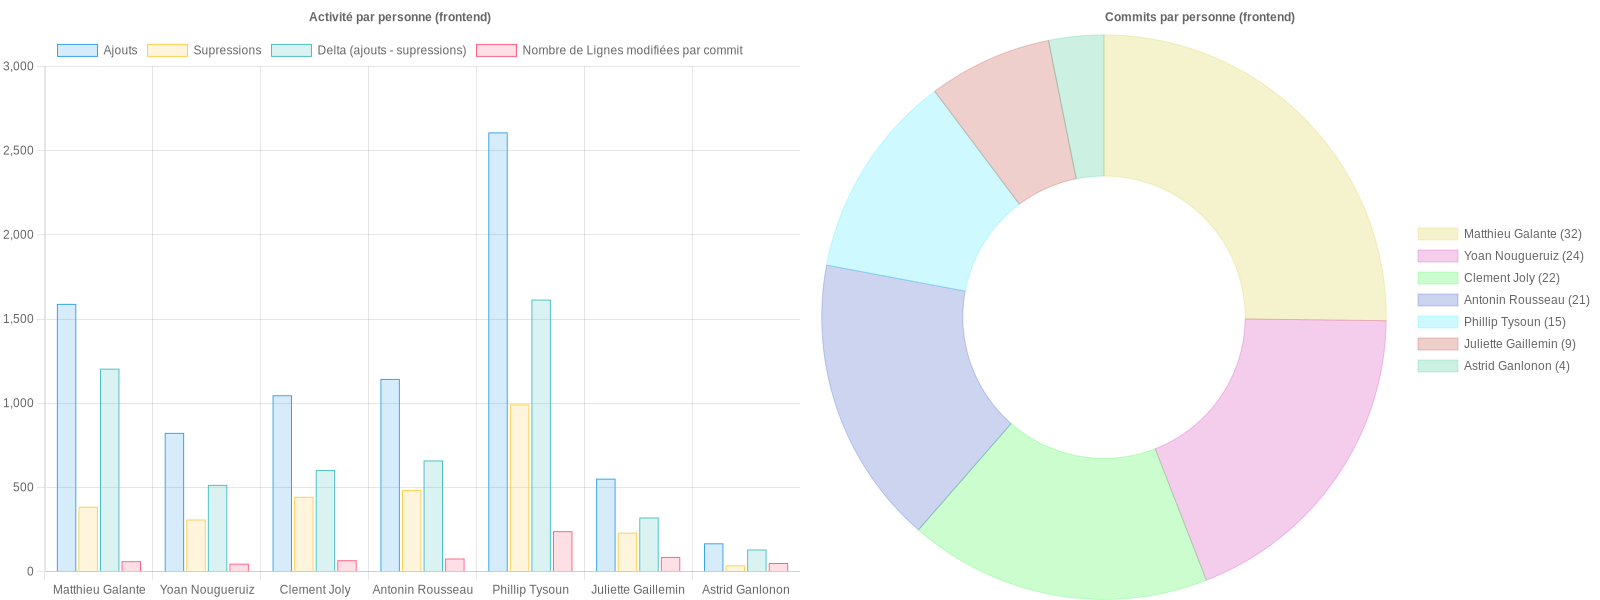 Activité par personne (frontend)
Ajouts
Supressions
Delta (ajouts - supressions)
Nombre de Lignes modifiées par commit
3,000
2,500
2,000
1,500
1,000
500
0
Matthieu Galante
Yoan Nougueruiz
Clement Joly
Antonin Rousseau
Phillip Tysoun
Juliette Gaillemin
Astrid Ganlonon
Commits par personne (frontend)
Matthieu Galante (32)
Yoan Nougueruiz (24)
Clement Joly (22)
Antonin Rousseau (21)
Phillip Tysoun (15)
Juliette Gaillemin (9)
Astrid Ganlonon (4)